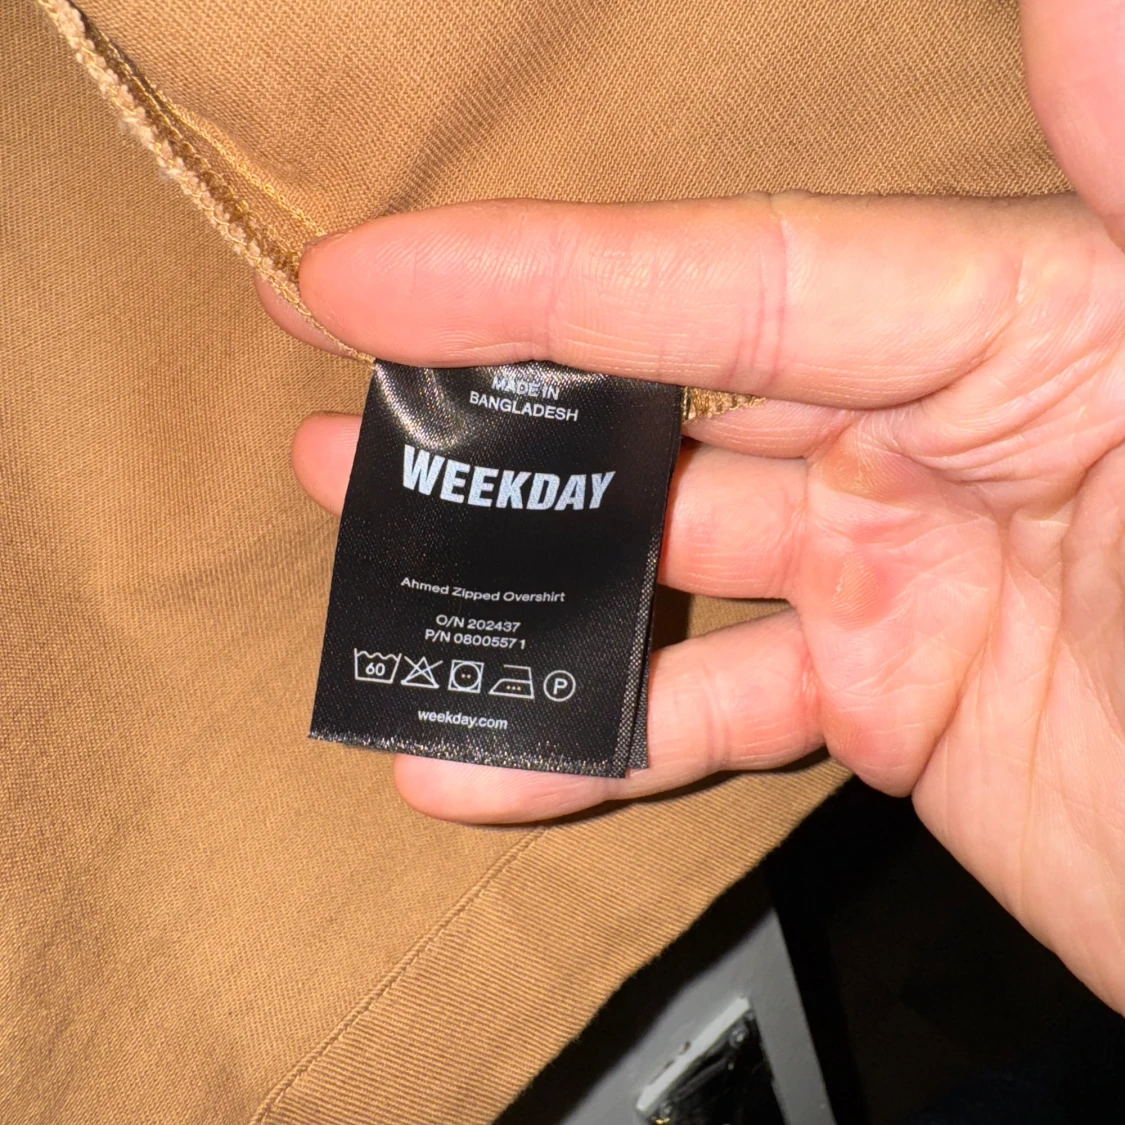 MADE IN
BANGLADESH
WEEKDAY
Ahmed Zipped Overshirt
O/N 202437
P/N 08005571
60
P
weekday.com